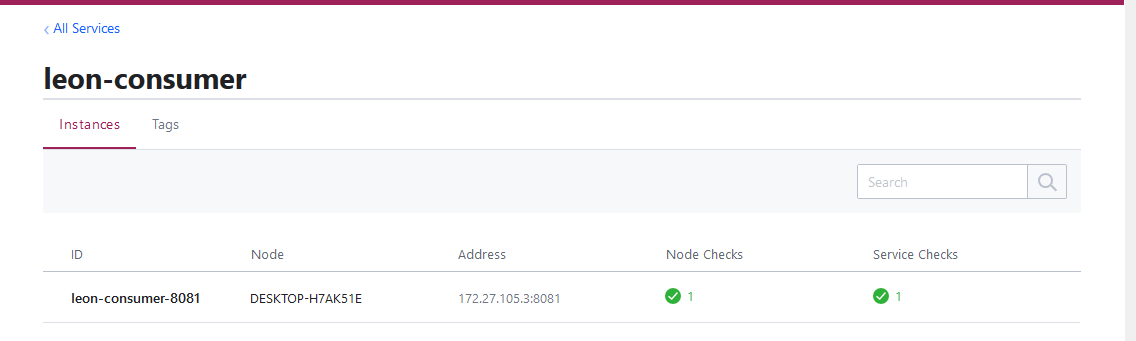 ‹ All Services
leon-consumer
Instances Tags
Search
ID Node Address Node Checks Service Checks
leon-consumer-8081 DESKTOP-H7AK51E 172.27.105.3:8081 1 1